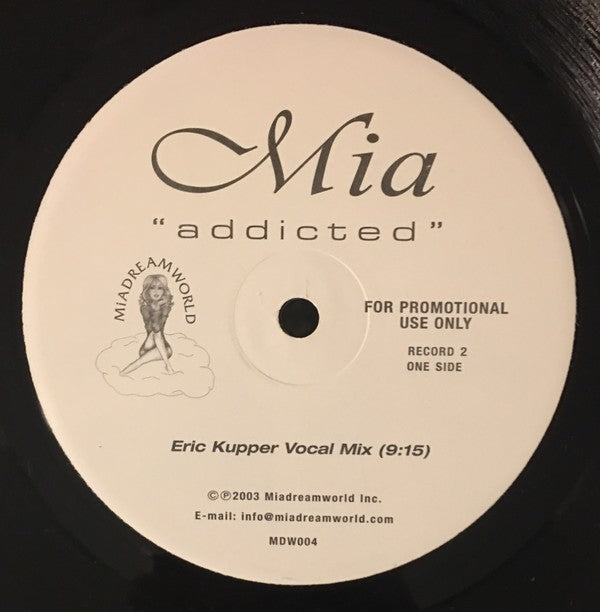 Mia
“addicted”
MiADREAMWORLD
FOR PROMOTIONAL
USE ONLY
RECORD 2
ONE SIDE
Eric Kupper Vocal Mix (9:15)
©℗2003 Miadreamworld Inc.
E-mail: info@miadreamworld.com
MDW004